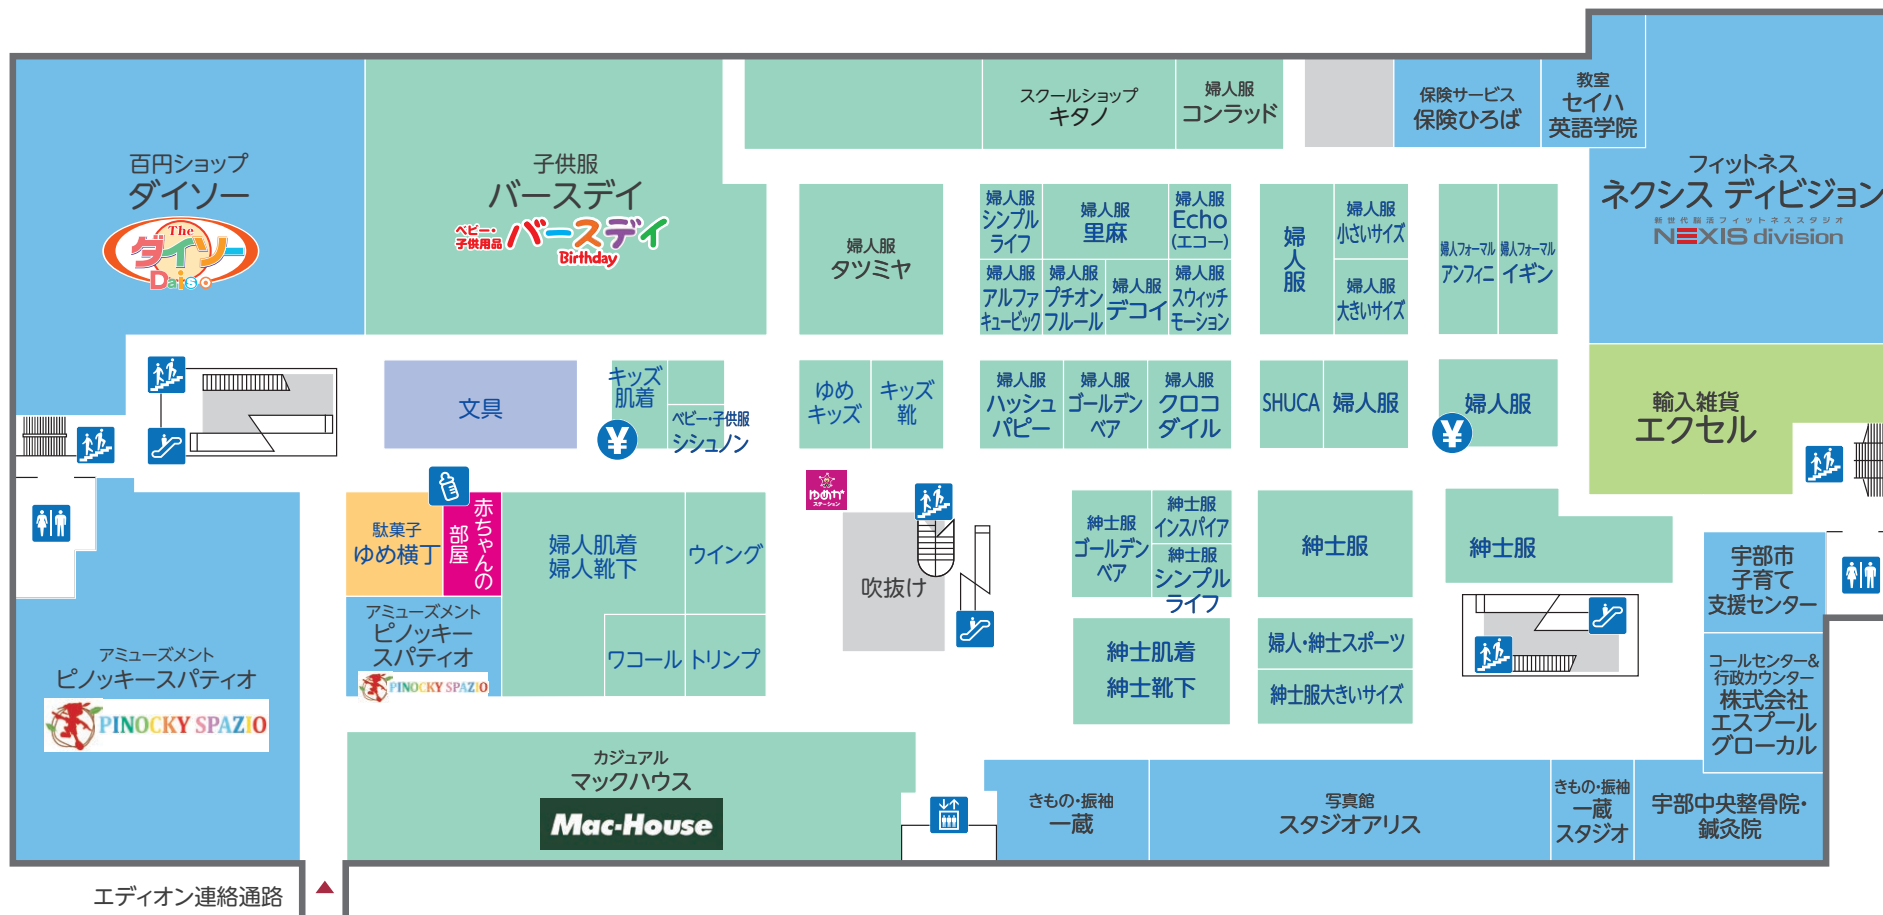 百円ショップ
ダイソー
The
ダイソー
Daiso
子供服
バースデイ
ベビー・
子供用品
バースデイ
Birthday
スクールショップ
キタノ
婦人服
コンラッド
保険サービス
保険ひろば
教室
セイハ
英語学院
フィットネス
ネクシス ディビジョン
新世代脳活フィットネススタジオ
NEXIS division
婦人服
タツミヤ
婦人服
シンプル
ライフ
婦人服
里麻
婦人服
Echo
(エコー)
婦人服
アルファ
キュービック
婦人服
プチオン
フルール
婦人服
デコイ
婦人服
スウィッチ
モーション
婦人服
婦人服
小さいサイズ
婦人服
大きいサイズ
婦人フォーマル
アンフィニ
婦人フォーマル
イギン
文具
キッズ
肌着
ベビー・子供服
シシュノン
¥
ゆめ
キッズ
キッズ
靴
婦人服
ハッシュ
パピー
婦人服
ゴールデン
ベア
婦人服
クロコ
ダイル
SHUCA
婦人服
婦人服
¥
輸入雑貨
エクセル
駄菓子
ゆめ横丁
赤ちゃんの
部屋
婦人肌着
婦人靴下
ウイング
ワコール
トリンプ
アミューズメント
ピノッキー
スパティオ
PINOCKY SPAZIO
ゆめか
ステーション
吹抜け
紳士服
ゴールデン
ベア
紳士服
インスパイア
紳士服
シンプル
ライフ
紳士服
紳士服
紳士肌着
紳士靴下
婦人・紳士スポーツ
紳士服大きいサイズ
宇部市
子育て
支援センター
コールセンター&
行政カウンター
株式会社
エスプール
グローカル
アミューズメント
ピノッキースパティオ
PINOCKY SPAZIO
カジュアル
マックハウス
Mac-House
きもの・振袖
一蔵
写真館
スタジオアリス
きもの・振袖
一蔵
スタジオ
宇部中央整骨院・
鍼灸院
エディオン連絡通路